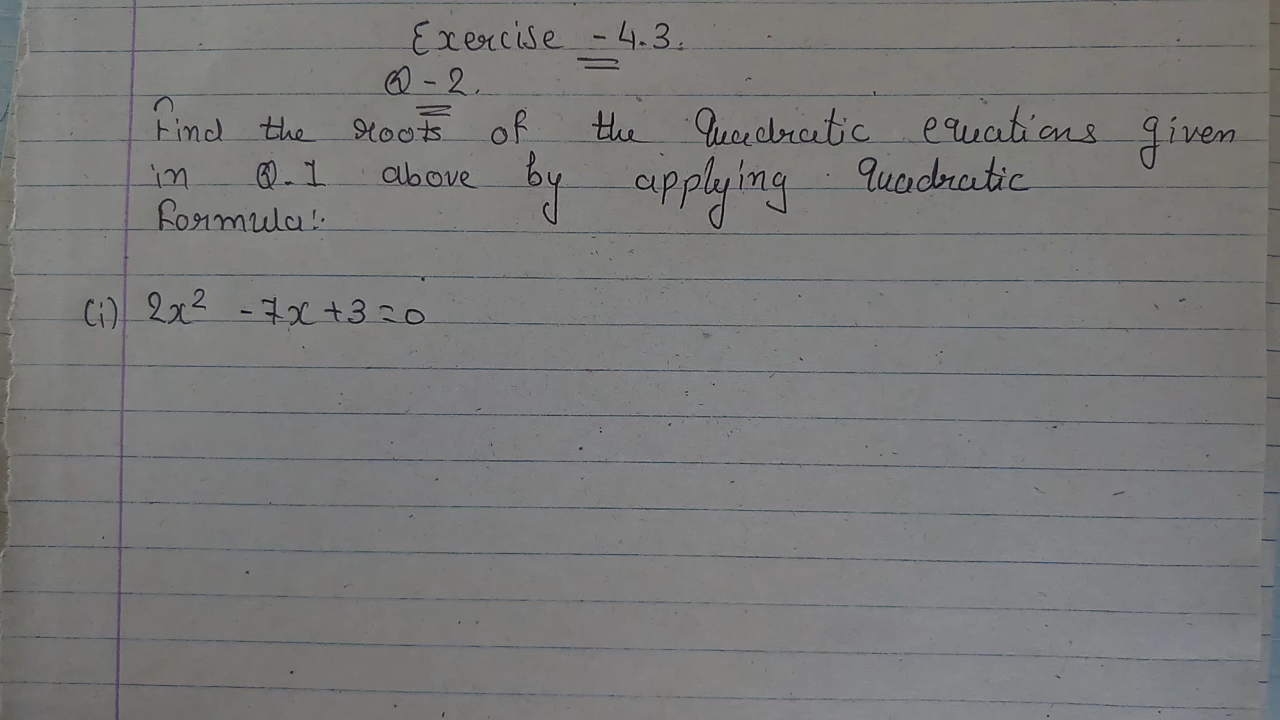 Exercise - 4.3.
Q - 2.
Find the roots of the Quadratic equations given
in Q.1 above by applying Quadratic
formula:
(i) 2x² - 7x + 3 = 0